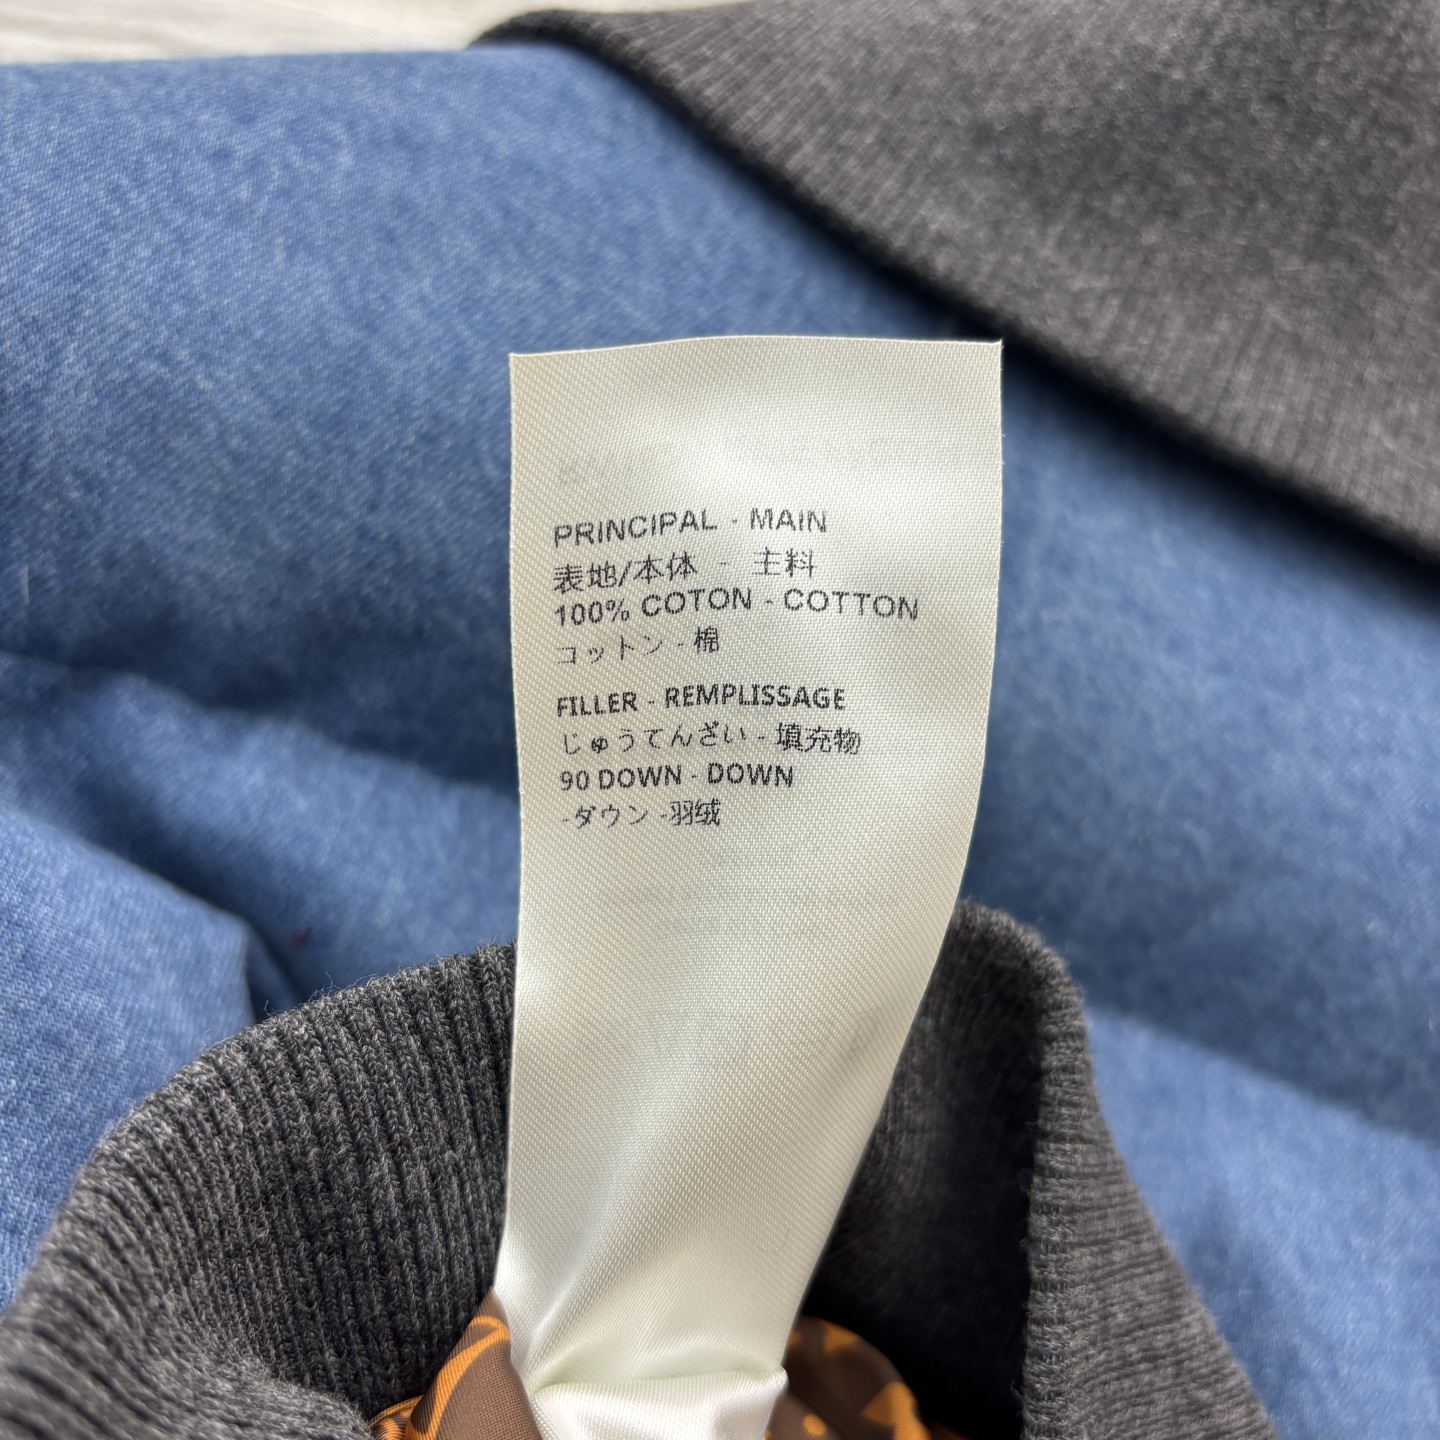 PRINCIPAL - MAIN
表地/本体 - 主料
100% COTON - COTTON
コットン - 棉
FILLER - REMPLISSAGE
じゅうてんざい - 填充物
90 DOWN - DOWN
-ダウン -羽绒